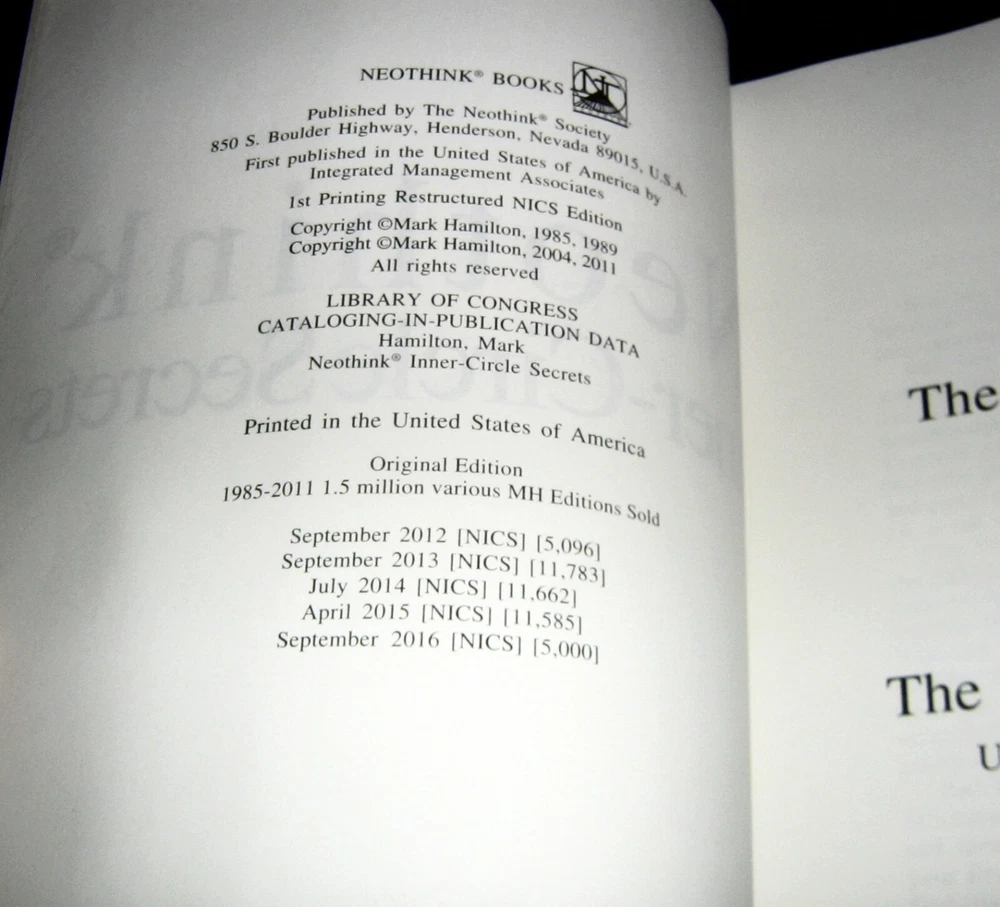 NEOTHINK® BOOKS NT
Published by The Neothink® Society
850 S. Boulder Highway, Henderson, Nevada 89015, U.S.A.
First published in the United States of America by
Integrated Management Associates
1st Printing Restructured NICS Edition
Copyright ©Mark Hamilton, 1985, 1989
Copyright ©Mark Hamilton, 2004, 2011
All rights reserved
LIBRARY OF CONGRESS
CATALOGING-IN-PUBLICATION DATA
Hamilton, Mark
Neothink® Inner-Circle Secrets
Printed in the United States of America
Original Edition
1985-2011 1.5 million various MH Editions Sold
September 2012 [NICS] [5,096]
September 2013 [NICS] [11,783]
July 2014 [NICS] [11,662]
April 2015 [NICS] [11,585]
September 2016 [NICS] [5,000]
The
The
U